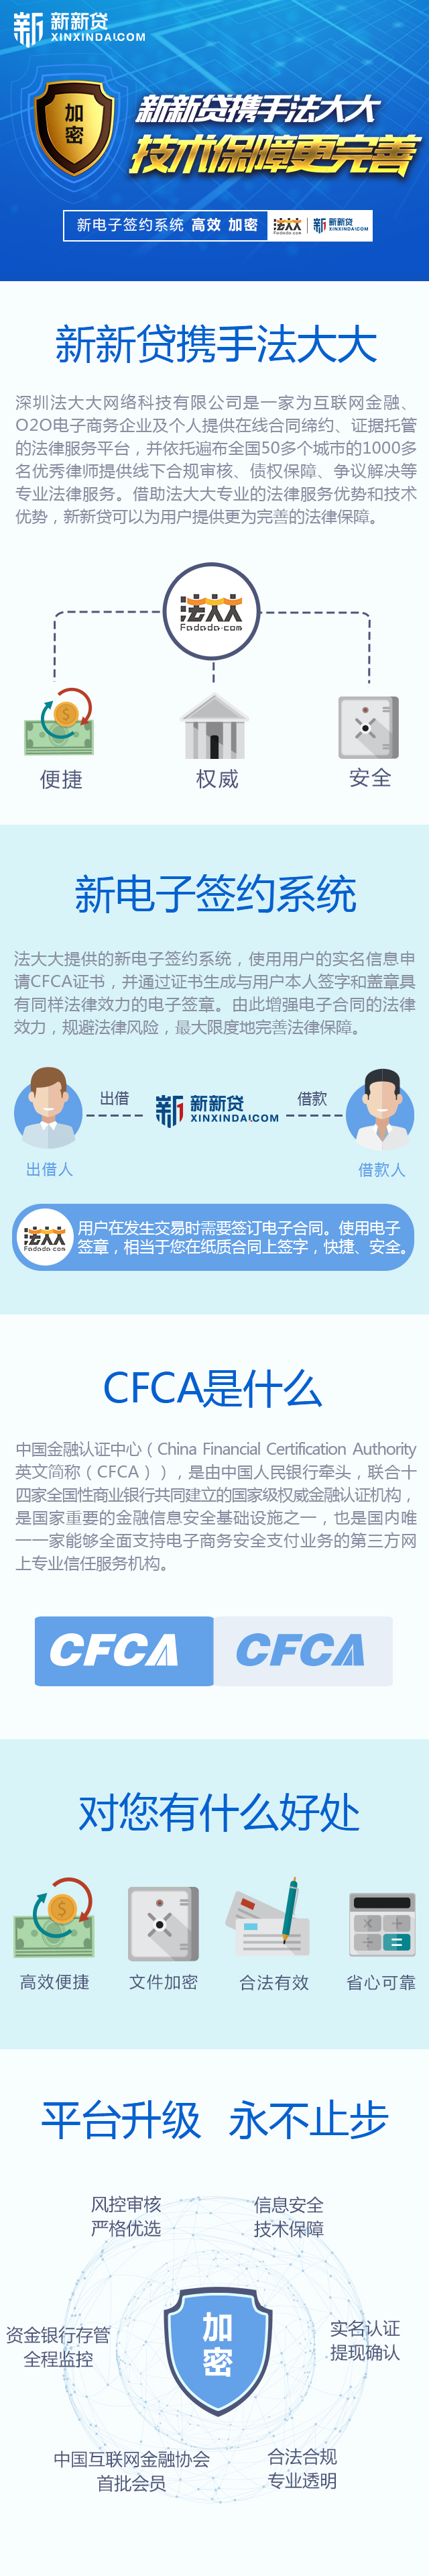 新新贷
XINXINDAI.COM
加密
新新贷携手法大大
技术保障更完善
新电子签约系统 高效 加密
法大大
Fadada.com
新新贷
XINXINDAI.COM
新新贷携手法大大
深圳法大大网络科技有限公司是一家为互联网金融、
O2O电子商务企业及个人提供在线合同缔约、证据托管
的法律服务平台，并依托遍布全国50多个城市的1000多
名优秀律师提供线下合规审核、债权保障、争议解决等
专业法律服务。借助法大大专业的法律服务优势和技术
优势，新新贷可以为用户提供更为完善的法律保障。
法大大
Fadada.com
便捷
权威
安全
新电子签约系统
法大大提供的新电子签约系统，使用用户的实名信息申
请CFCA证书，并通过证书生成与用户本人签字和盖章具
有同样法律效力的电子签章。由此增强电子合同的法律
效力，规避法律风险，最大限度地完善法律保障。
出借
新新贷
XINXINDAI.COM
借款
出借人
借款人
法大大
Fadada.com
用户在发生交易时需要签订电子合同。使用电子
签章，相当于您在纸质合同上签字，快捷、安全。
CFCA是什么
中国金融认证中心（China Financial Certification Authority
英文简称（CFCA）），是由中国人民银行牵头，联合十
四家全国性商业银行共同建立的国家级权威金融认证机构，
是国家重要的金融信息安全基础设施之一，也是国内唯
一一家能够全面支持电子商务安全支付业务的第三方网
上专业信任服务机构。
CFCA
CFCA
对您有什么好处
高效便捷
文件加密
合法有效
省心可靠
平台升级 永不止步
风控审核
严格优选
信息安全
技术保障
加密
资金银行存管
全程监控
实名认证
提现确认
中国互联网金融协会
首批会员
合法合规
专业透明